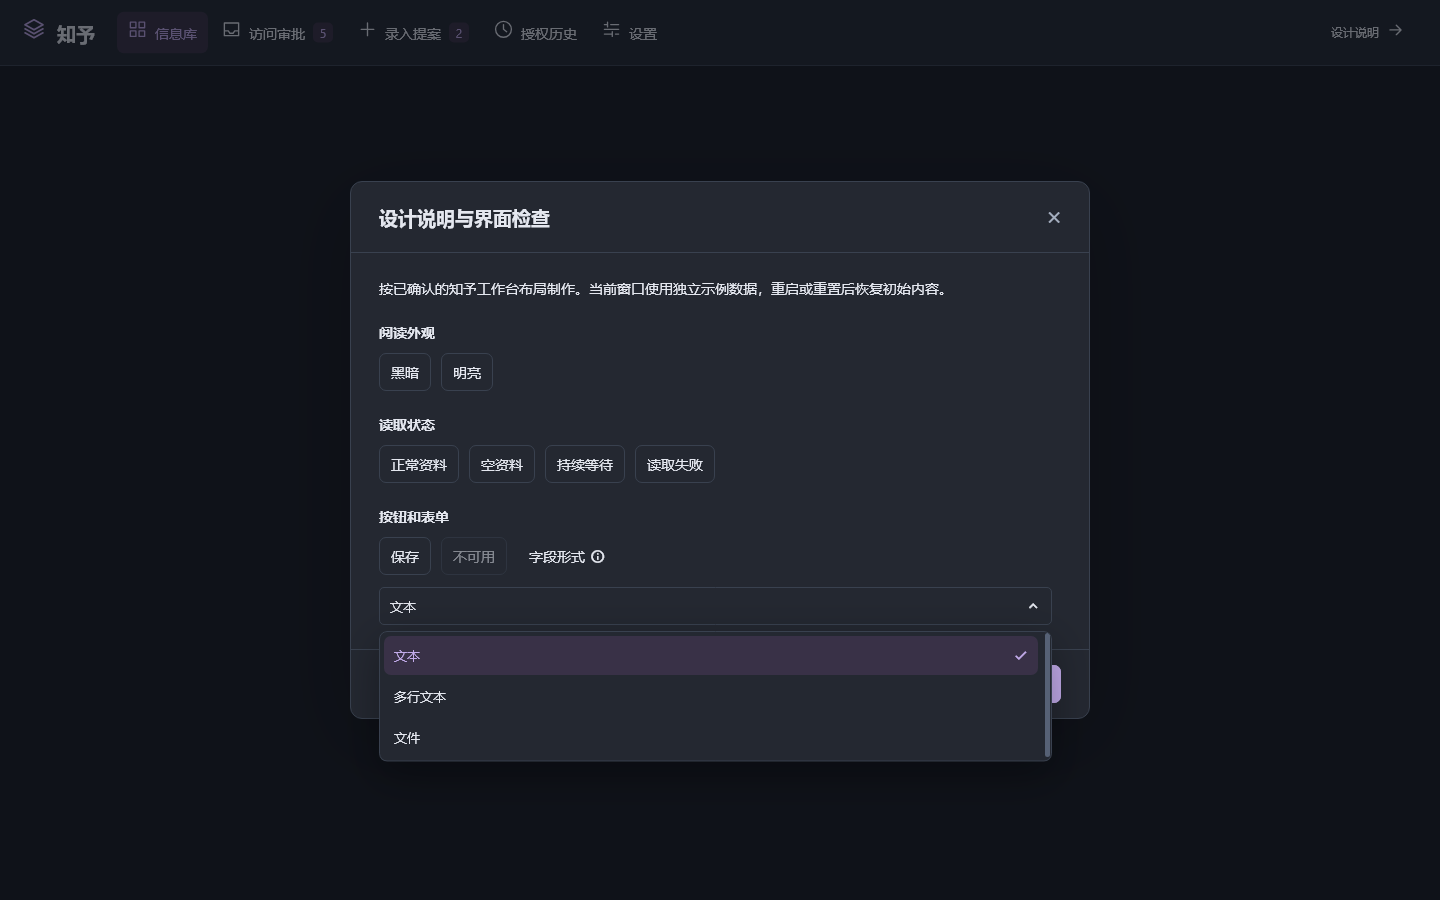 知予
信息库
访问审批 5
录入提案 2
授权历史
设置
设计说明
设计说明与界面检查
按已确认的知予工作台布局制作。当前窗口使用独立示例数据，重启或重置后恢复初始内容。
阅读外观
黑暗
明亮
读取状态
正常资料
空资料
持续等待
读取失败
按钮和表单
保存
不可用
字段形式
文本
文本
多行文本
文件